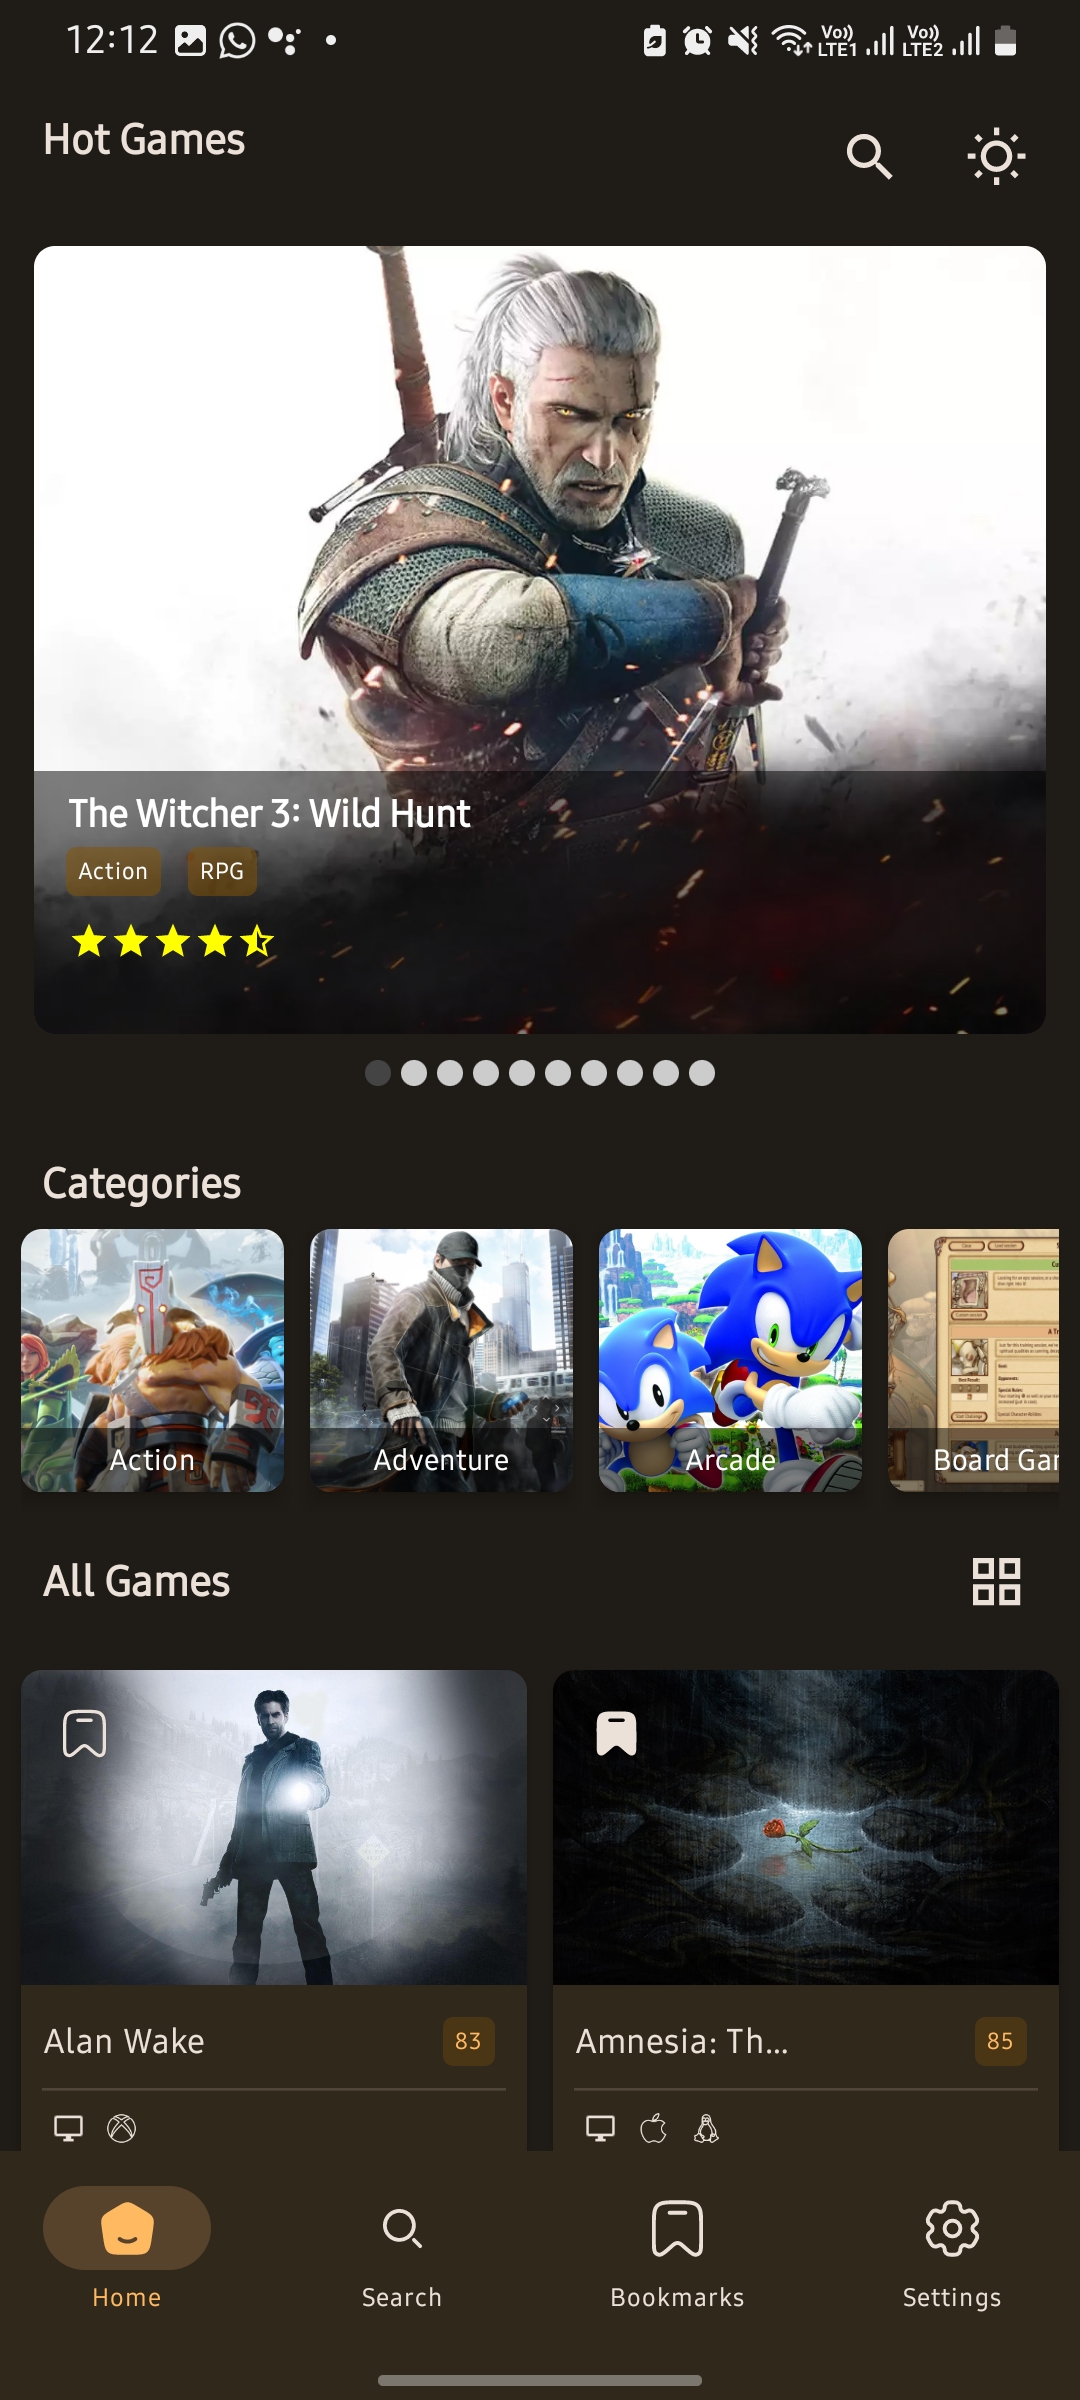 12:12
Vo)) LTE1 Vo)) LTE2
Hot Games
The Witcher 3: Wild Hunt
Action RPG
Categories
Action Adventure Arcade Board Gar
All Games
Alan Wake 83
Amnesia: Th... 85
Home Search Bookmarks Settings